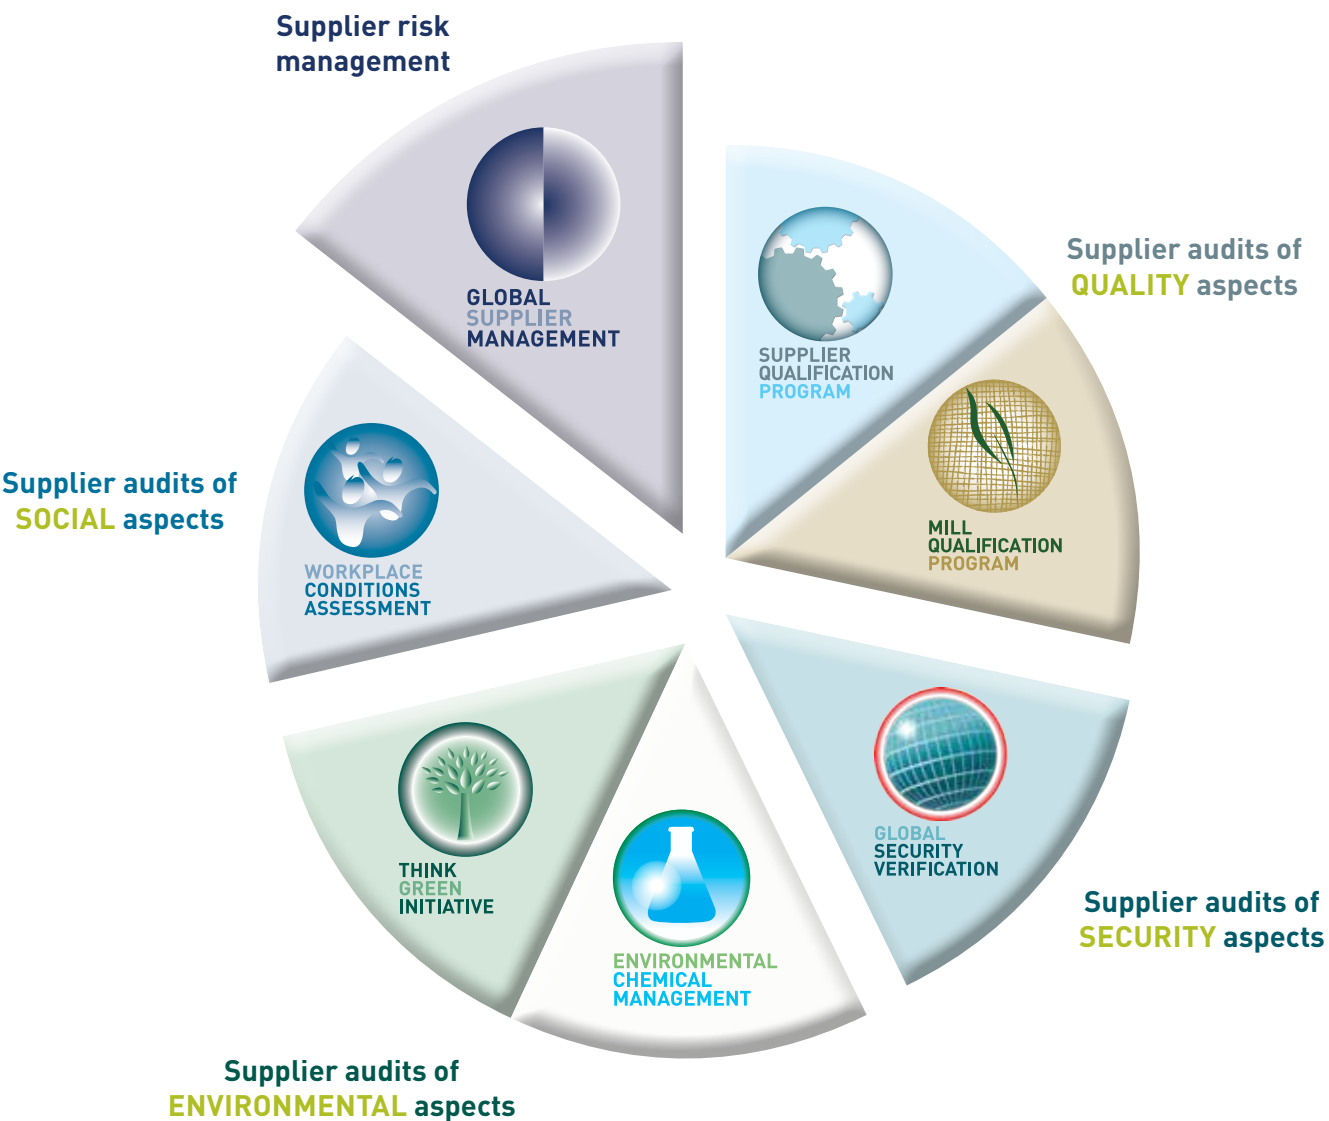 Supplier risk
management
GLOBAL
SUPPLIER
MANAGEMENT
Supplier audits of
QUALITY aspects
SUPPLIER
QUALIFICATION
PROGRAM
MILL
QUALIFICATION
PROGRAM
Supplier audits of
SOCIAL aspects
WORKPLACE
CONDITIONS
ASSESSMENT
GLOBAL
SECURITY
VERIFICATION
Supplier audits of
SECURITY aspects
THINK
GREEN
INITIATIVE
ENVIRONMENTAL
CHEMICAL
MANAGEMENT
Supplier audits of
ENVIRONMENTAL aspects